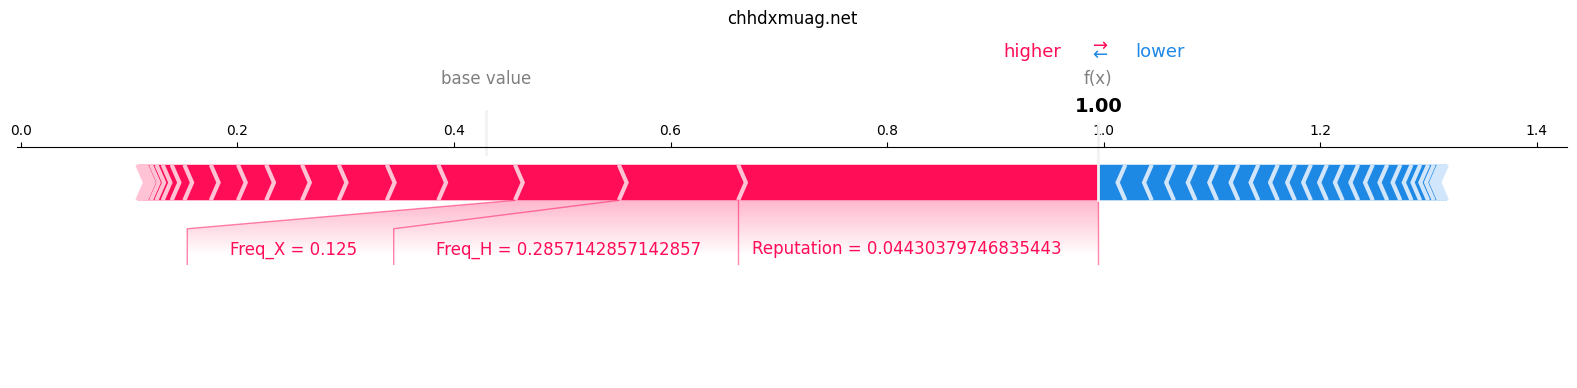 chhdxmuag.net
higher → ← lower
base value f(x)
1.00
0.0 0.2 0.4 0.6 0.8 1.0 1.2 1.4
Freq_X = 0.125 Freq_H = 0.2857142857142857 Reputation = 0.04430379746835443